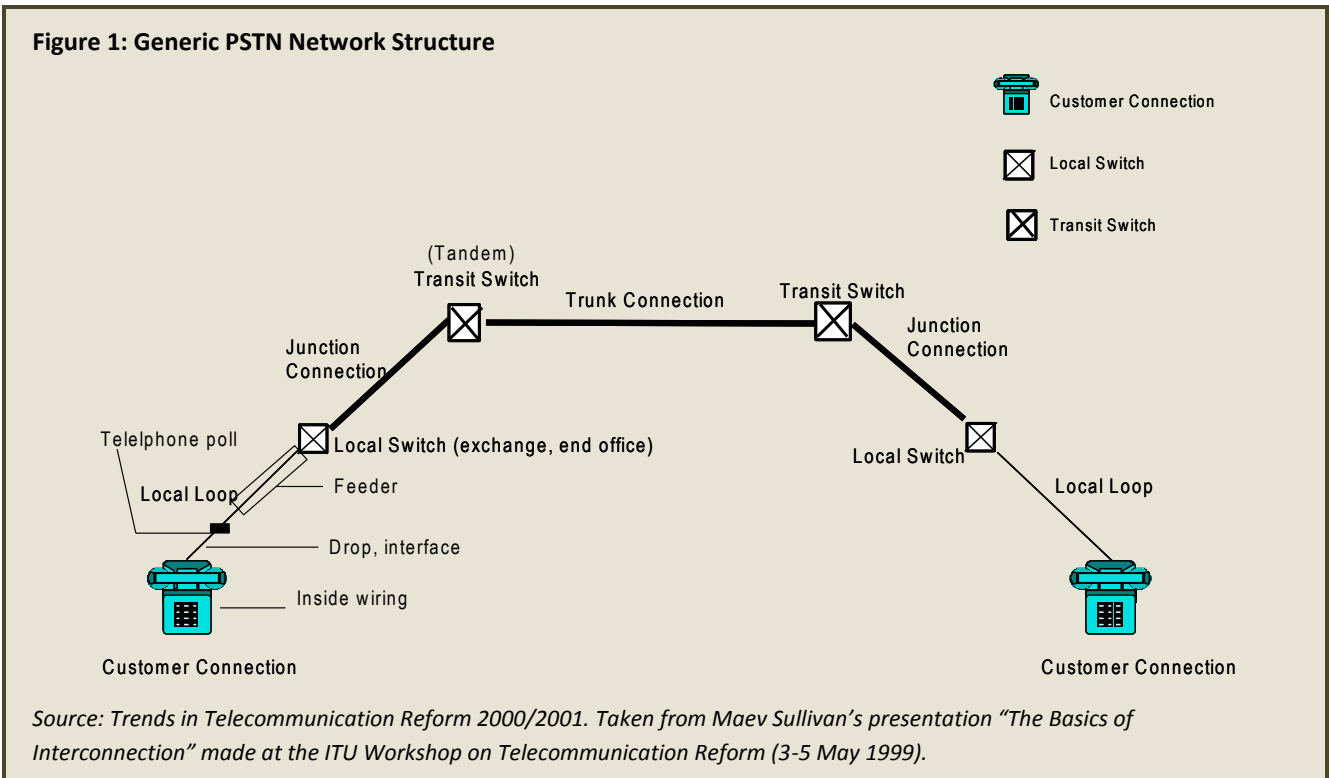 Figure 1: Generic PSTN Network Structure
Customer Connection
Local Switch
Transit Switch
(Tandem)
Transit Switch
Trunk Connection
Transit Switch
Junction
Connection
Junction
Connection
Telelphone poll
Local Switch (exchange, end office)
Local Switch
Local Loop
Feeder
Local Loop
Drop, interface
Inside wiring
Customer Connection
Customer Connection
Source: Trends in Telecommunication Reform 2000/2001. Taken from Maev Sullivan’s presentation “The Basics of
Interconnection” made at the ITU Workshop on Telecommunication Reform (3-5 May 1999).